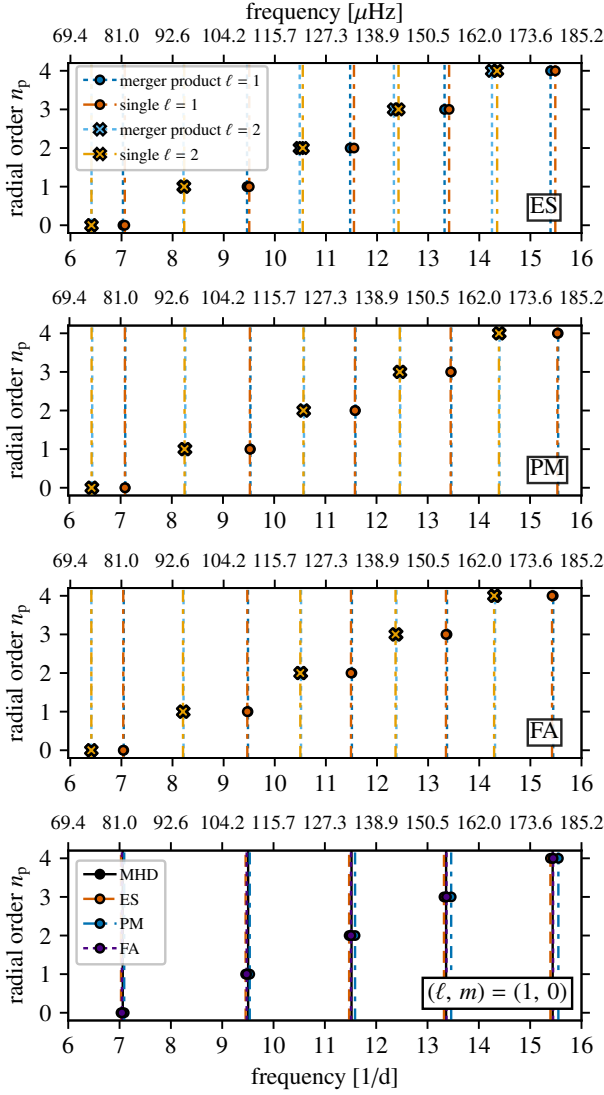 frequency [μHz]
69.4 81.0 92.6 104.2 115.7 127.3 138.9 150.5 162.0 173.6 185.2
radial order nₚ
4
3
2
1
0
merger product ℓ = 1
single ℓ = 1
merger product ℓ = 2
single ℓ = 2
ES
6 7 8 9 10 11 12 13 14 15 16
69.4 81.0 92.6 104.2 115.7 127.3 138.9 150.5 162.0 173.6 185.2
radial order nₚ
4
3
2
1
0
PM
6 7 8 9 10 11 12 13 14 15 16
69.4 81.0 92.6 104.2 115.7 127.3 138.9 150.5 162.0 173.6 185.2
radial order nₚ
4
3
2
1
0
FA
6 7 8 9 10 11 12 13 14 15 16
69.4 81.0 92.6 104.2 115.7 127.3 138.9 150.5 162.0 173.6 185.2
radial order nₚ
4
3
2
1
0
MHD
ES
PM
FA
(ℓ, m) = (1, 0)
6 7 8 9 10 11 12 13 14 15 16
frequency [1/d]